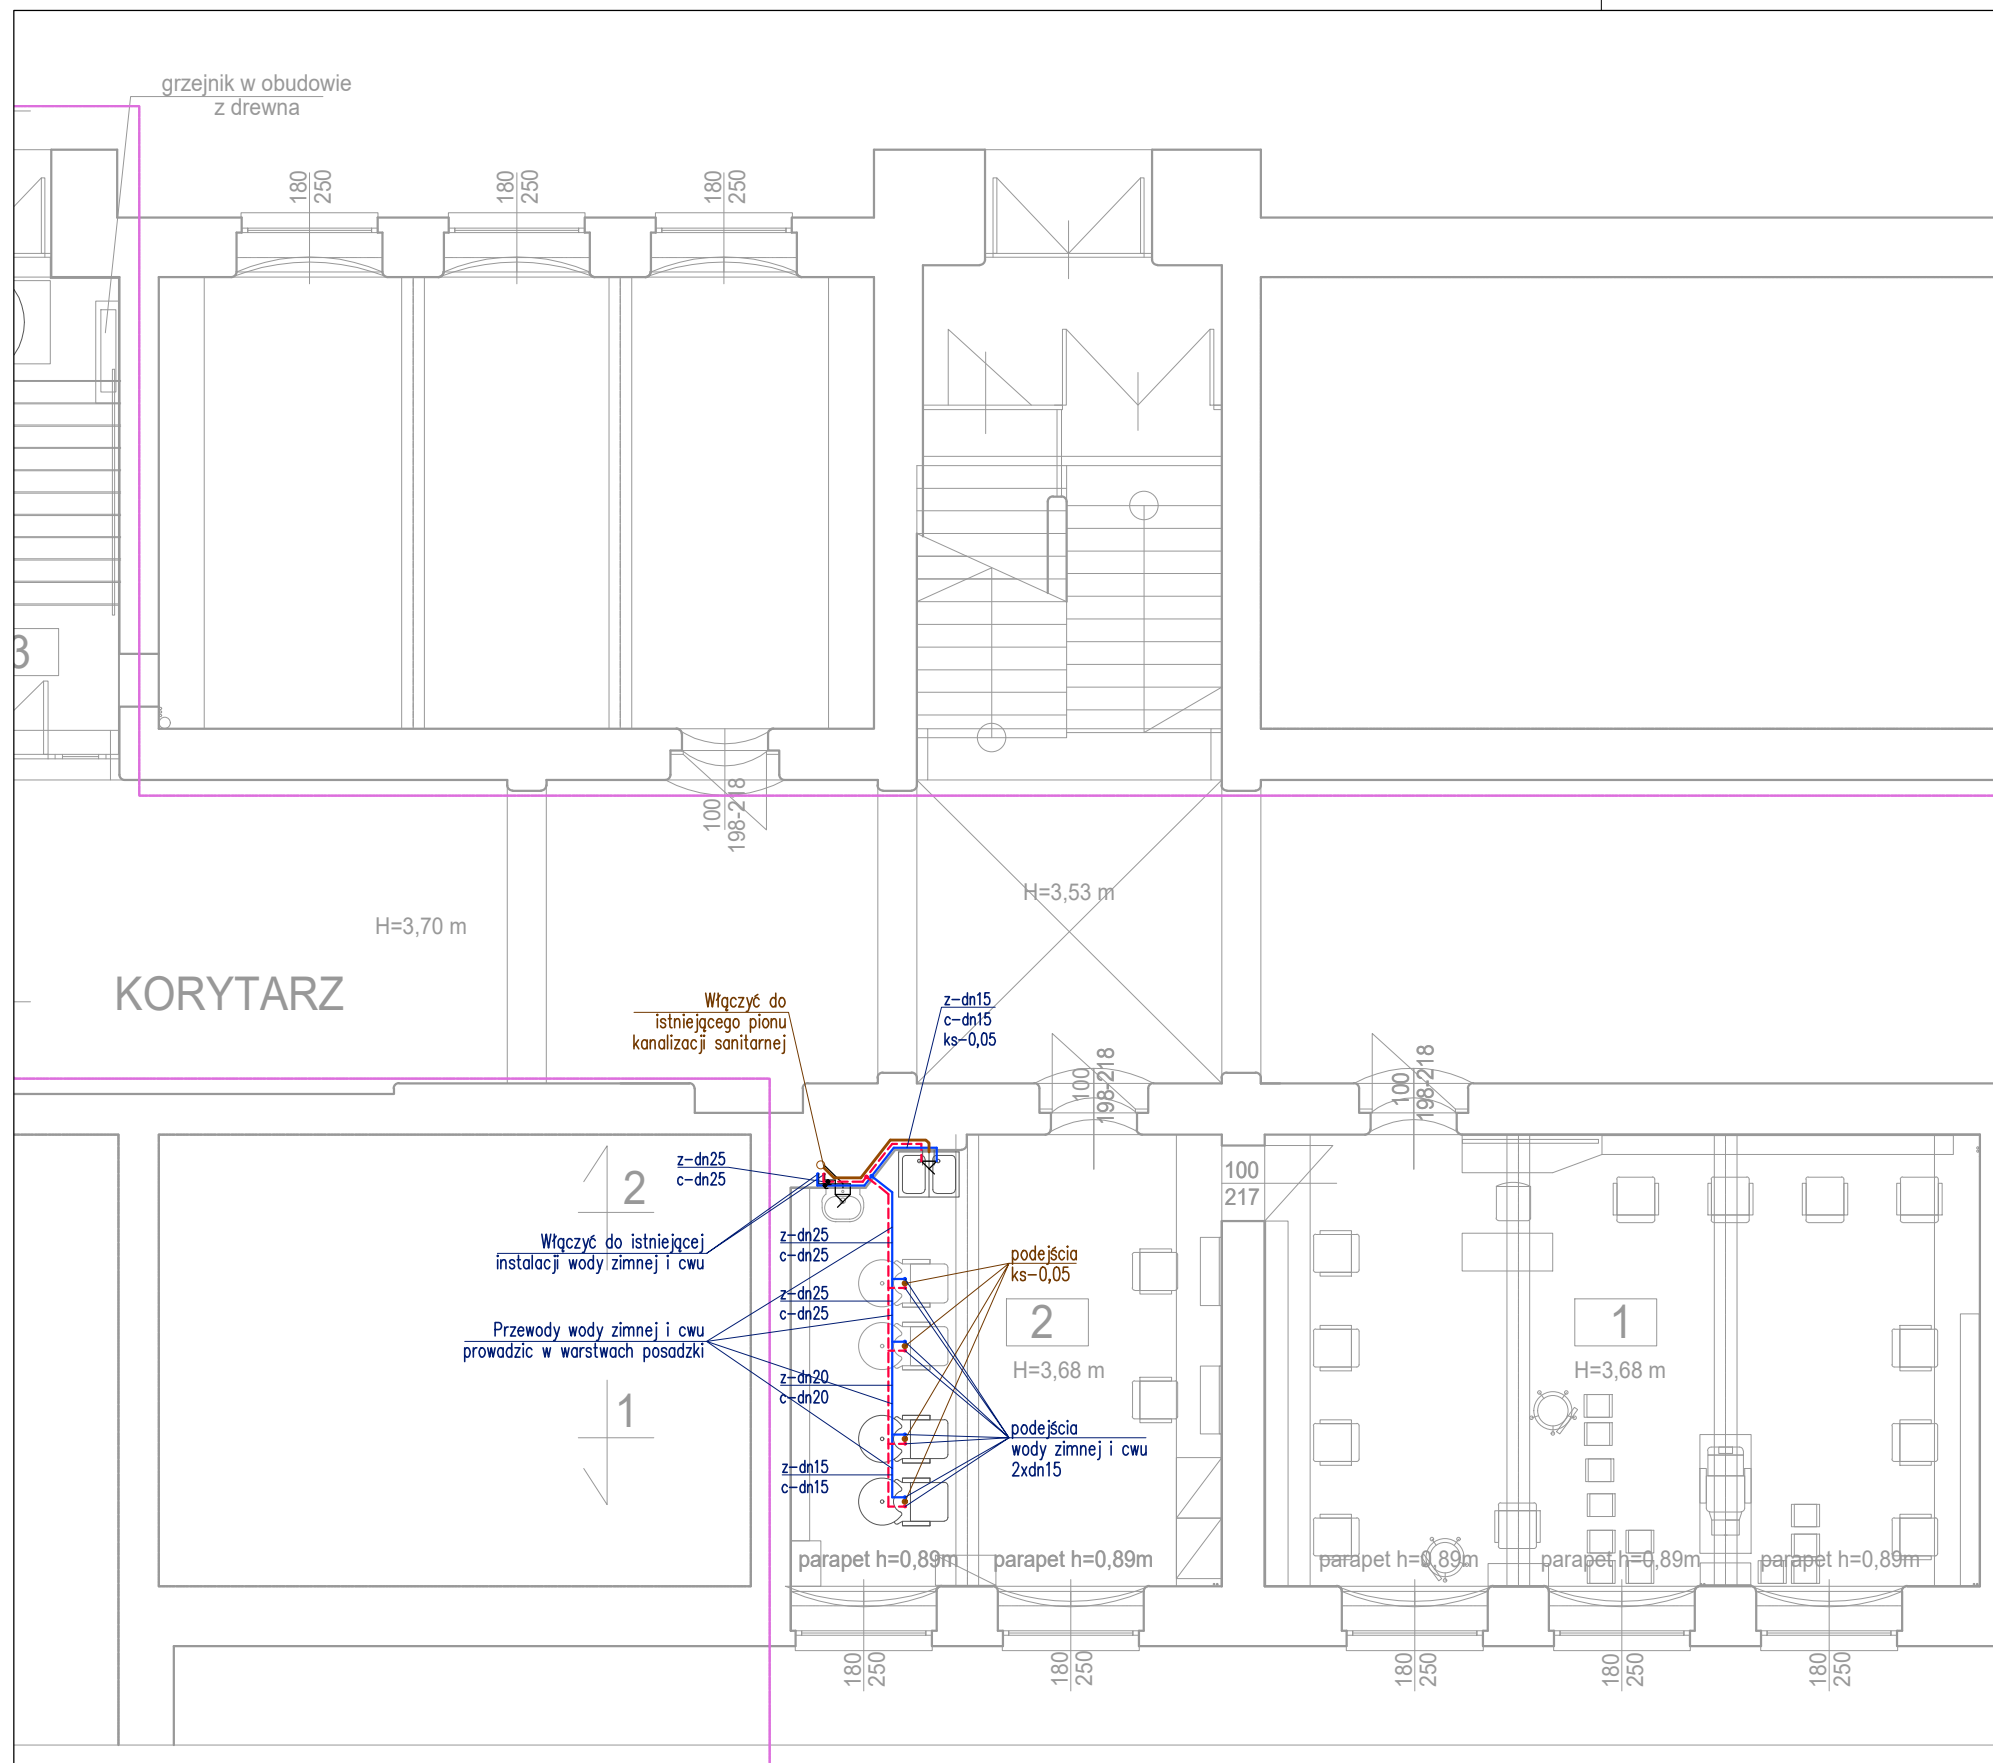 grzejnik w obudowie
z drewna
180
250
180
250
180
250
3
100
198-218
H=3,53 m
H=3,70 m
KORYTARZ
Włączyć do
istniejącego pionu
kanalizacji sanitarnej
z-dn15
c-dn15
ks-0,05
100
198-218
100
198-218
z-dn25
c-dn25
2
100
217
Włączyć do istniejącej
instalacji wody zimnej i cwu
z-dn25
c-dn25
podejścia
ks-0,05
z-dn25
c-dn25
2
H=3,68 m
1
H=3,68 m
Przewody wody zimnej i cwu
prowadzic w warstwach posadzki
z-dn20
c-dn20
1
podejścia
wody zimnej i cwu
2xdn15
z-dn15
c-dn15
parapet h=0,89m
parapet h=0,89m
parapet h=0,89m
parapet h=0,89m
parapet h=0,89m
180
250
180
250
180
250
180
250
180
250